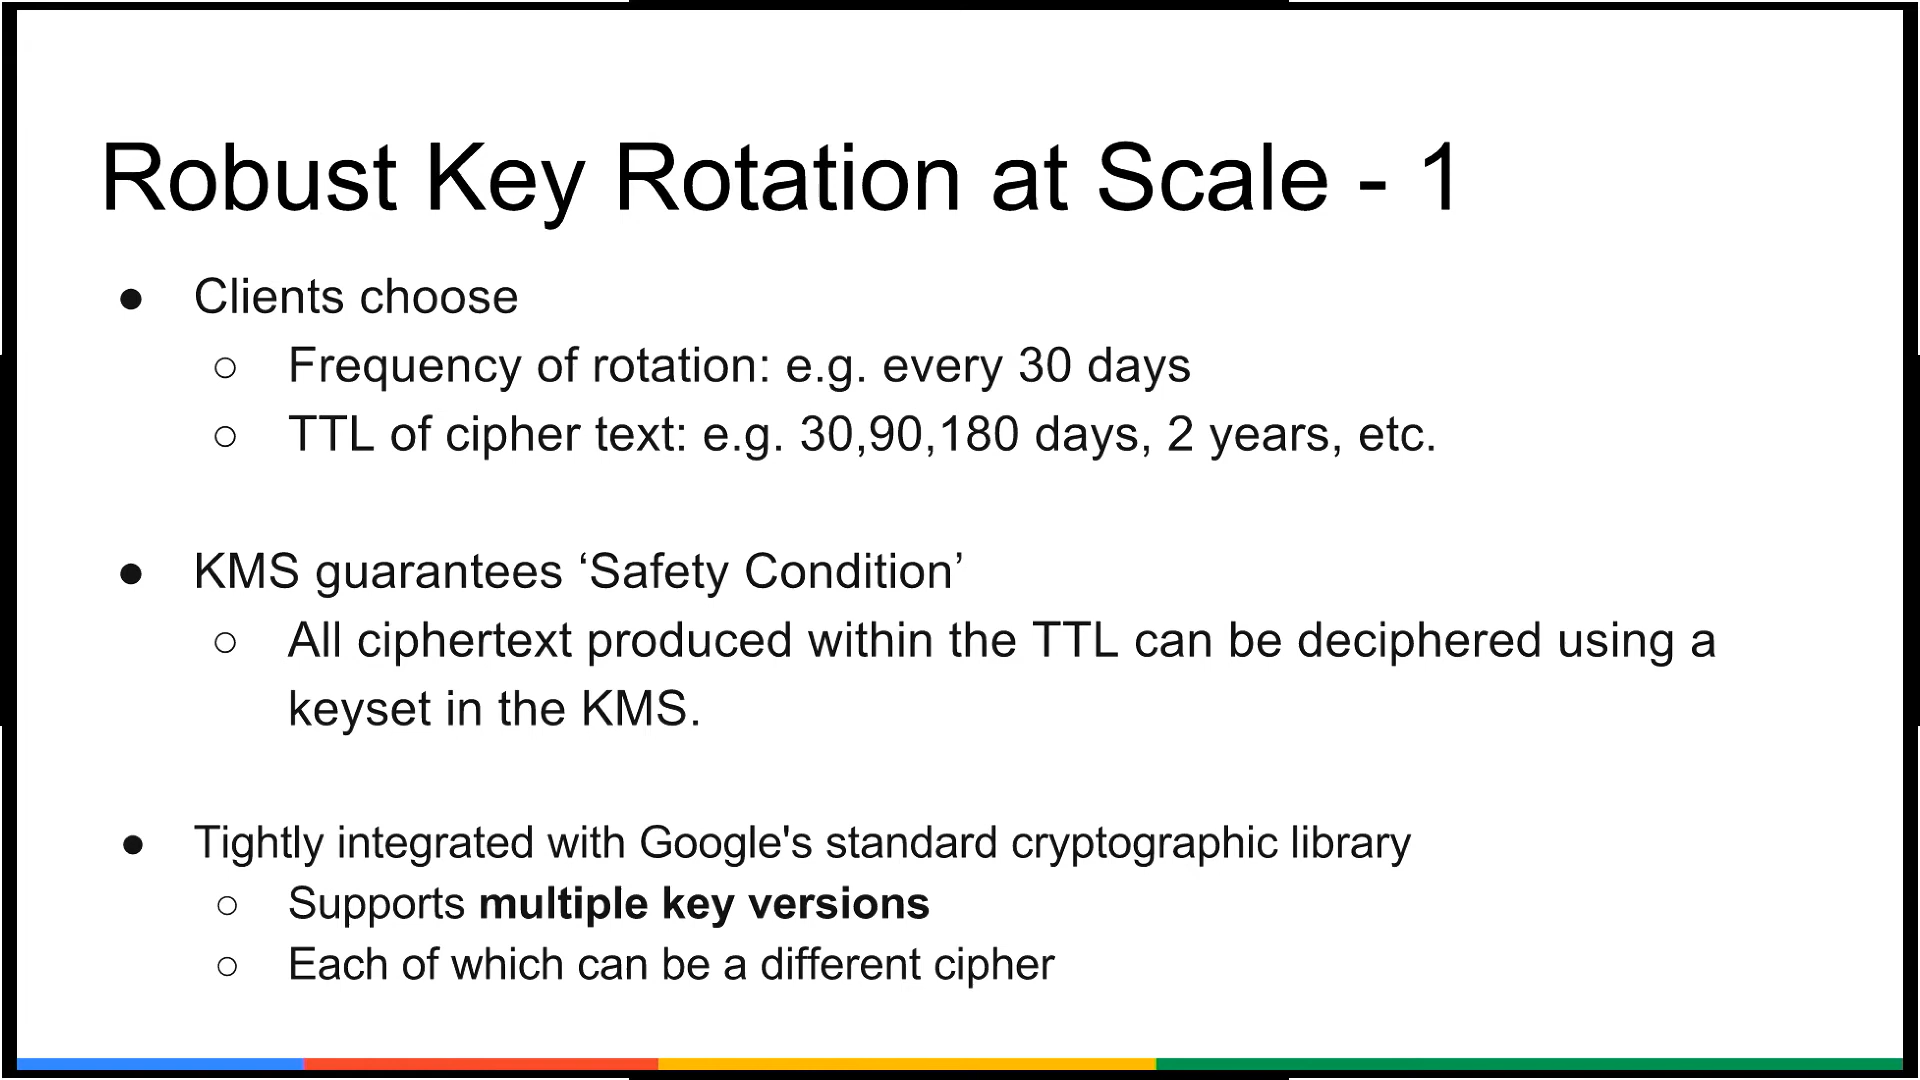 Robust Key Rotation at Scale - 1
● Clients choose
○ Frequency of rotation: e.g. every 30 days
○ TTL of cipher text: e.g. 30,90,180 days, 2 years, etc.
● KMS guarantees ‘Safety Condition’
○ All ciphertext produced within the TTL can be deciphered using a
keyset in the KMS.
● Tightly integrated with Google's standard cryptographic library
○ Supports multiple key versions
○ Each of which can be a different cipher